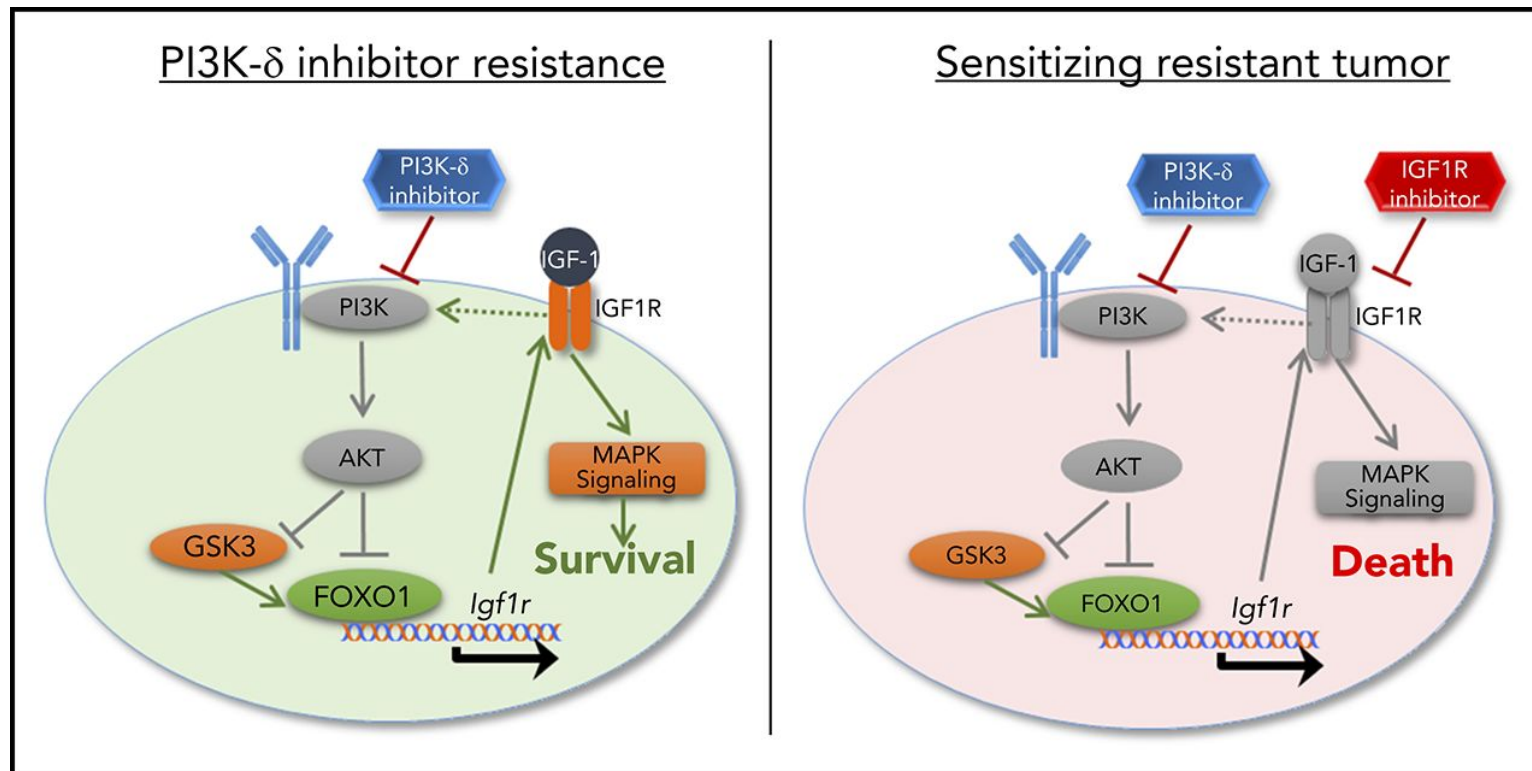 PI3K-δ inhibitor resistance
PI3K-δ
inhibitor
IGF-1
PI3K
IGF1R
AKT
MAPK
Signaling
GSK3
Survival
FOXO1
Igf1r
Sensitizing resistant tumor
PI3K-δ
inhibitor
IGF1R
inhibitor
IGF-1
PI3K
IGF1R
AKT
MAPK
Signaling
GSK3
Death
FOXO1
Igf1r